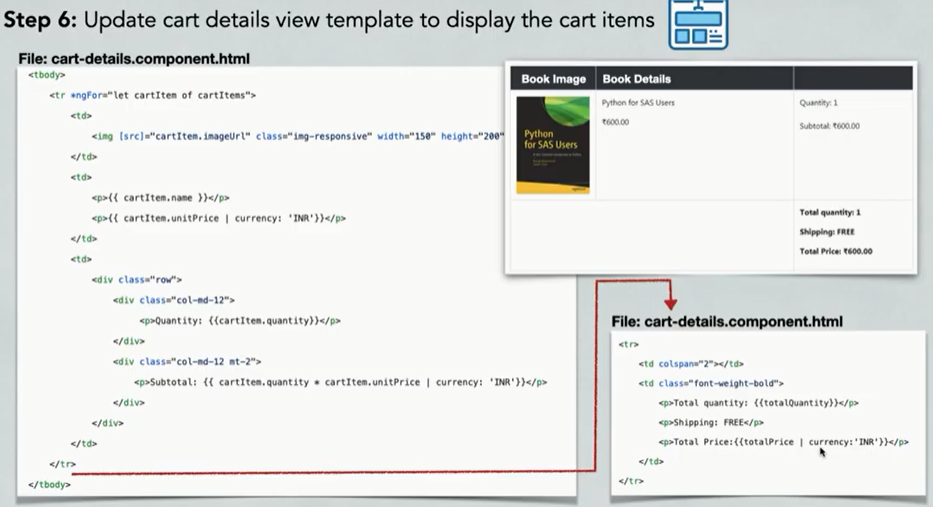 Step 6: Update cart details view template to display the cart items
File: cart-details.component.html
<tbody>
<tr *ngFor="let cartItem of cartItems">
<td>
<img [src]="cartItem.imageUrl" class="img-responsive" width="150" height="200"
</td>
<td>
<p>{{ cartItem.name }}</p>
<p>{{ cartItem.unitPrice | currency: 'INR'}}</p>
</td>
<td>
<div class="row">
<div class="col-md-12">
<p>Quantity: {{cartItem.quantity}}</p>
</div>
<div class="col-md-12 mt-2">
<p>Subtotal: {{ cartItem.quantity * cartItem.unitPrice | currency: 'INR'}}</p>
</div>
</div>
</td>
</tr>
</tbody>
Book Image Book Details
Python
for SAS Users
Python for SAS Users
₹600.00
Quantity: 1
Subtotal: ₹600.00
Total quantity: 1
Shipping: FREE
Total Price: ₹600.00
File: cart-details.component.html
<tr>
<td colspan="2"></td>
<td class="font-weight-bold">
<p>Total quantity: {{totalQuantity}}</p>
<p>Shipping: FREE</p>
<p>Total Price:{{totalPrice | currency:'INR'}}</p>
</td>
</tr>